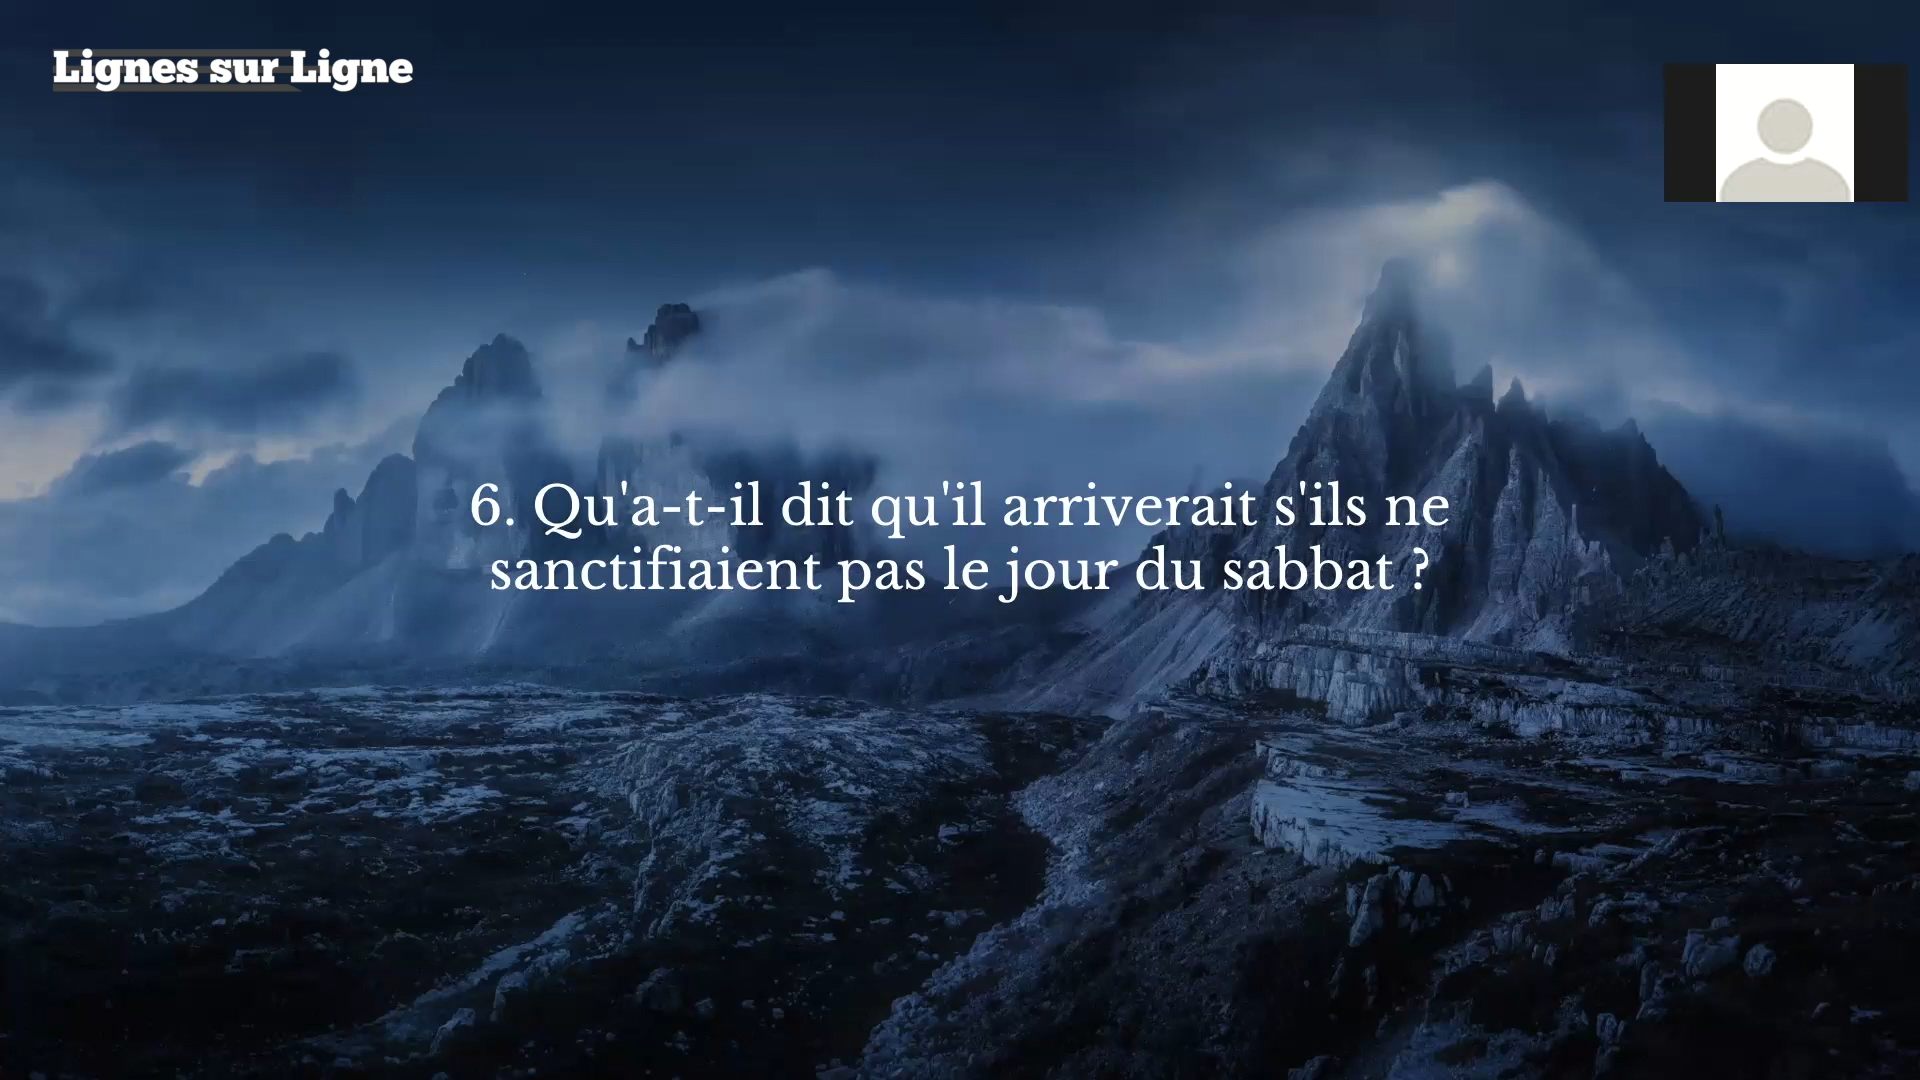 Lignes sur Ligne
6. Qu'a-t-il dit qu'il arriverait s'ils ne
sanctifiaient pas le jour du sabbat ?